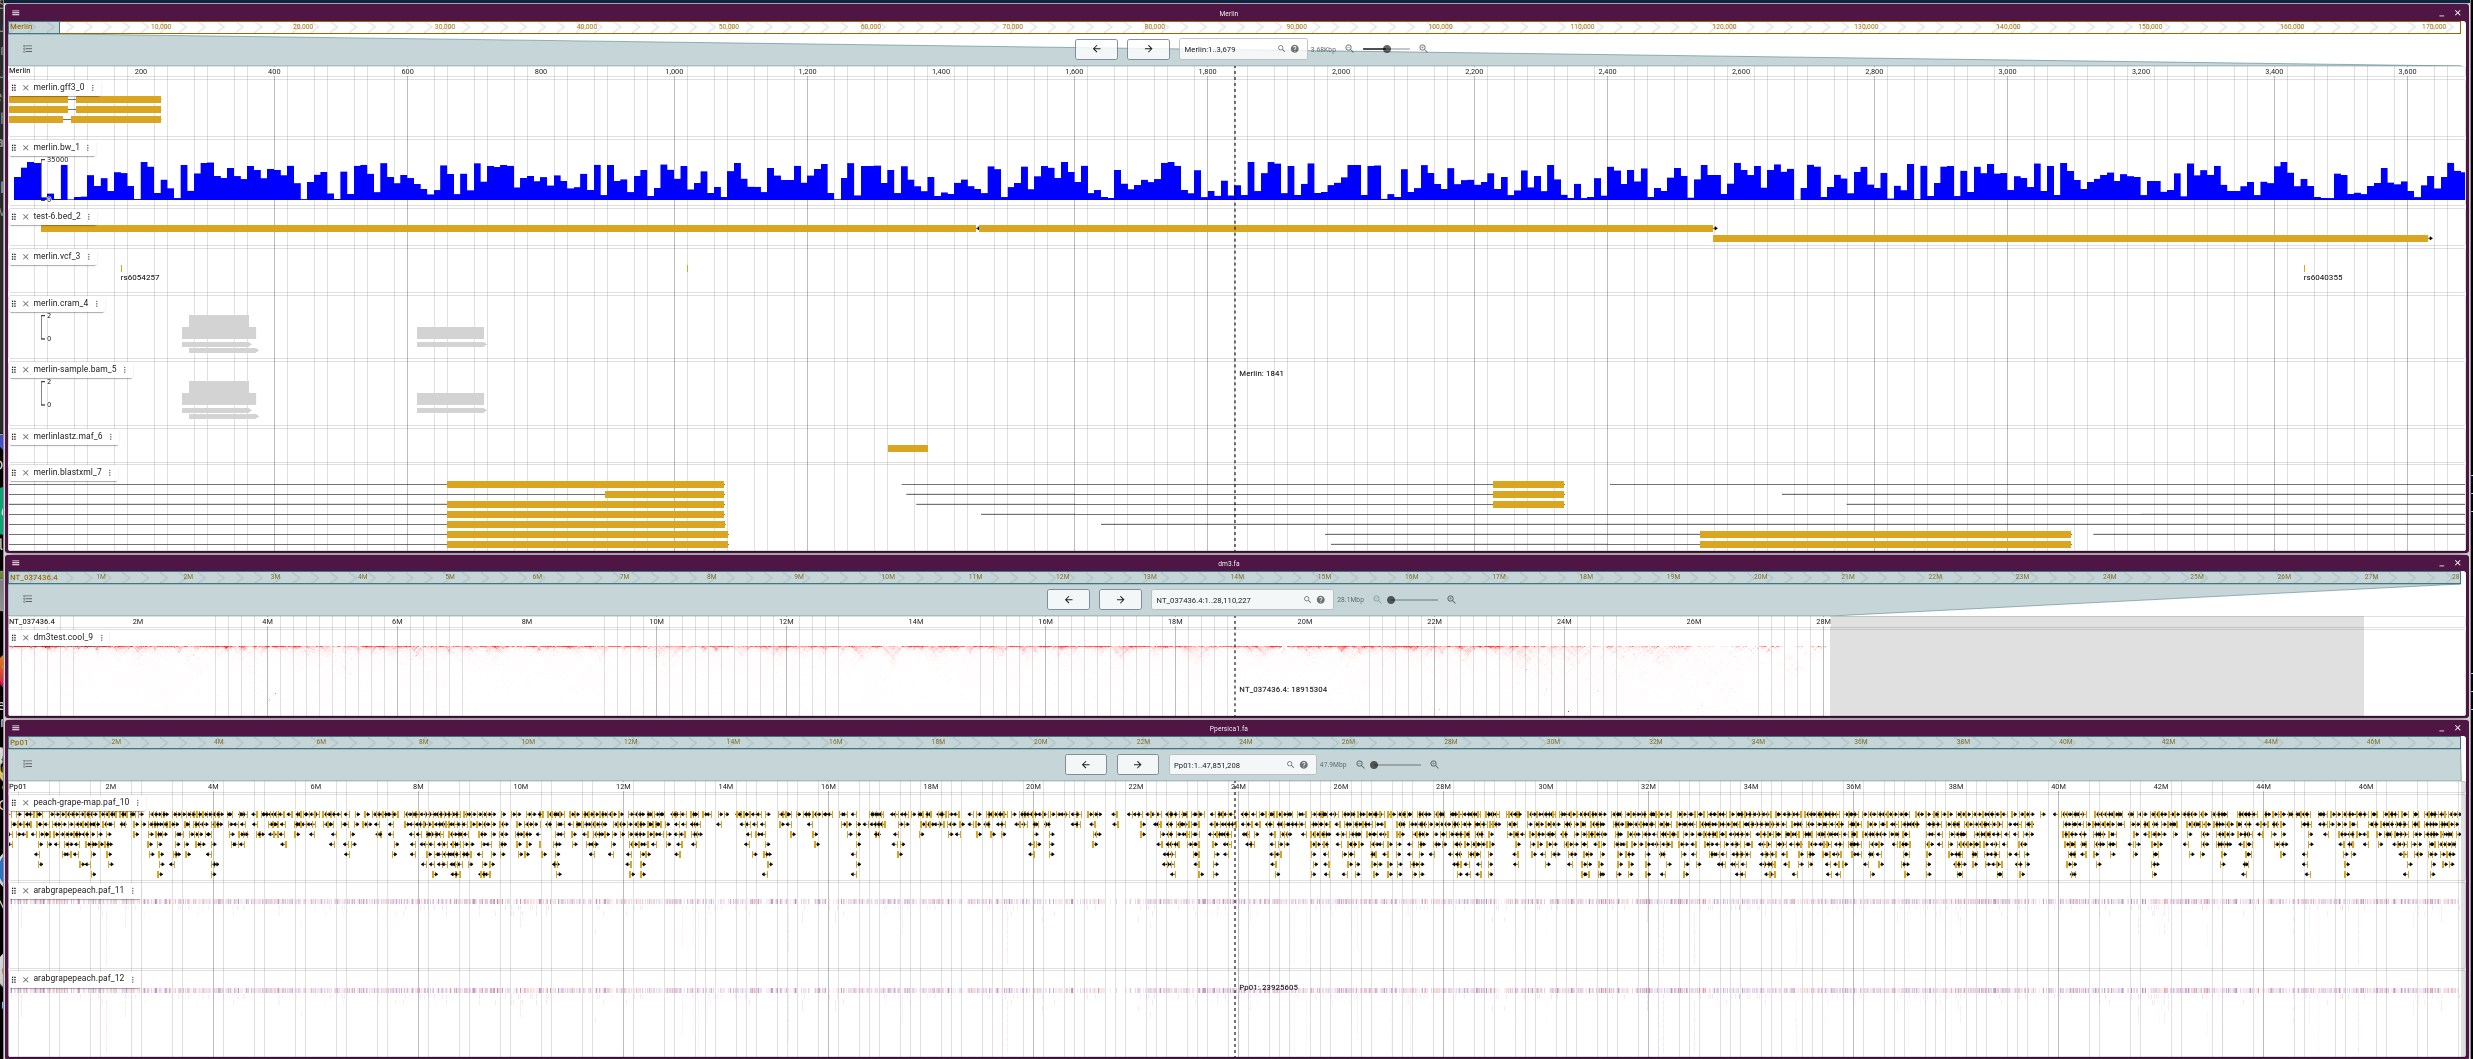 Merlin
Merlin 10,000 20,000 30,000 40,000 50,000 60,000 70,000 80,000 90,000 100,000 110,000 120,000 130,000 140,000 150,000 160,000 170,000
Merlin:1..3,679 3.68Kbp
Merlin 200 400 600 800 1,000 1,200 1,400 1,600 1,800 2,000 2,200 2,400 2,600 2,800 3,000 3,200 3,400 3,600
merlin.gff3_0
merlin.bw_1
35000
0
test-6.bed_2
merlin.vcf_3
rs6054257 rs6040355
merlin.cram_4
2
0
merlin-sample.bam_5
Merlin: 1841
2
0
merlinlastz.maf_6
merlin.blastxml_7
dm3.fa
NT_037436.4 1M 2M 3M 4M 5M 6M 7M 8M 9M 10M 11M 12M 13M 14M 15M 16M 17M 18M 19M 20M 21M 22M 23M 24M 25M 26M 27M 28
NT_037436.4:1..28,110,227 28.1Mbp
NT_037436.4 2M 4M 6M 8M 10M 12M 14M 16M 18M 20M 22M 24M 26M 28M
dm3test.cool_9
NT_037436.4: 18915304
Ppersica1.fa
Pp01 2M 4M 6M 8M 10M 12M 14M 16M 18M 20M 22M 24M 26M 28M 30M 32M 34M 36M 38M 40M 42M 44M 46M
Pp01:1..47,851,208 47.9Mbp
Pp01 2M 4M 6M 8M 10M 12M 14M 16M 18M 20M 22M 24M 26M 28M 30M 32M 34M 36M 38M 40M 42M 44M 46M
peach-grape-map.paf_10
arabgrapepeach.paf_11
arabgrapepeach.paf_12
Pp01: 23925605